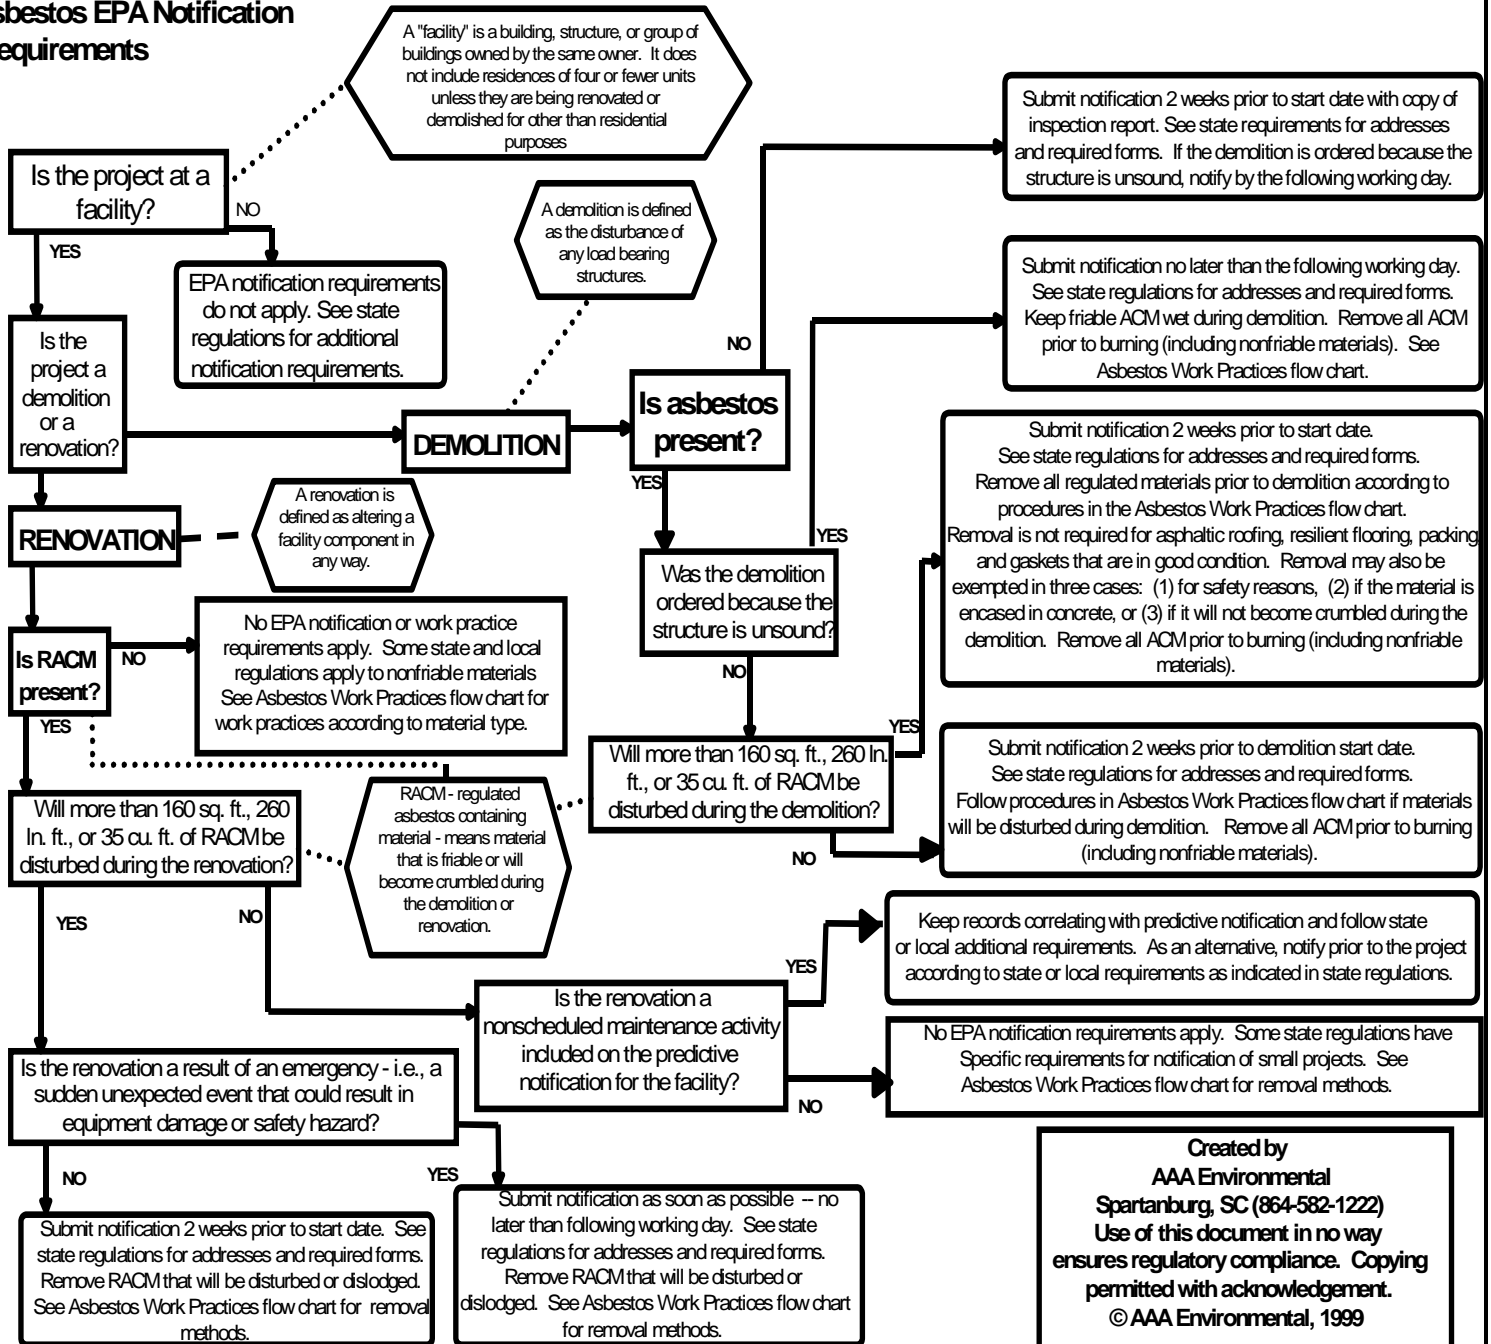 sbestos EPA Notification
equirements
A "facility" is a building, structure, or group of
buildings owned by the same owner. It does
not include residences of four or fewer units
unless they are being renovated or
demolished for other than residential
purposes
Submit notification 2 weeks prior to start date with copy of
inspection report. See state requirements for addresses
and required forms. If the demolition is ordered because the
structure is unsound, notify by the following working day.
Is the project at a
facility?
NO
YES
A demolition is defined
as the disturbance of
any load bearing
structures.
EPA notification requirements
do not apply. See state
regulations for additional
notification requirements.
Submit notification no later than the following working day.
See state regulations for addresses and required forms.
Keep friable ACM wet during demolition. Remove all ACM
prior to burning (including nonfriable materials). See
Asbestos Work Practices flow chart.
Is the
project a
demolition
or a
renovation?
DEMOLITION
NO
Is asbestos
present?
YES
Submit notification 2 weeks prior to start date.
See state regulations for addresses and required forms.
Remove all regulated materials prior to demolition according to
procedures in the Asbestos Work Practices flow chart.
Removal is not required for asphaltic roofing, resilient flooring, packing
and gaskets that are in good condition. Removal may also be
exempted in three cases: (1) for safety reasons, (2) if the material is
encased in concrete, or (3) if it will not become crumbled during the
demolition. Remove all ACM prior to burning (including nonfriable
materials).
RENOVATION
A renovation is
defined as altering a
facility component in
any way.
YES
Was the demolition
ordered because the
structure is unsound?
NO
Is RACM
present?
NO
YES
No EPA notification or work practice
requirements apply. Some state and local
regulations apply to nonfriable materials
See Asbestos Work Practices flow chart for
work practices according to material type.
Will more than 160 sq. ft., 260 ln.
ft., or 35 cu. ft. of RACM be
disturbed during the demolition?
YES
NO
Submit notification 2 weeks prior to demolition start date.
See state regulations for addresses and required forms.
Follow procedures in Asbestos Work Practices flow chart if materials
will be disturbed during demolition. Remove all ACM prior to burning
(including nonfriable materials).
Will more than 160 sq. ft., 260
ln. ft., or 35 cu. ft. of RACM be
disturbed during the renovation?
RACM - regulated
asbestos containing
material - means material
that is friable or will
become crumbled during
the demolition or
renovation.
YES
NO
Is the renovation a
nonscheduled maintenance activity
included on the predictive
notification for the facility?
YES
NO
Keep records correlating with predictive notification and follow state
or local additional requirements. As an alternative, notify prior to the project
according to state or local requirements as indicated in state regulations.
No EPA notification requirements apply. Some state regulations have
Specific requirements for notification of small projects. See
Asbestos Work Practices flow chart for removal methods.
Is the renovation a result of an emergency - i.e., a
sudden unexpected event that could result in
equipment damage or safety hazard?
NO
YES
Submit notification 2 weeks prior to start date. See
state regulations for addresses and required forms.
Remove RACM that will be disturbed or dislodged.
See Asbestos Work Practices flow chart for removal
methods.
Submit notification as soon as possible -- no
later than following working day. See state
regulations for addresses and required forms.
Remove RACM that will be disturbed or
dislodged. See Asbestos Work Practices flow chart
for removal methods.
Created by
AAA Environmental
Spartanburg, SC (864-582-1222)
Use of this document in no way
ensures regulatory compliance. Copying
permitted with acknowledgement.
© AAA Environmental, 1999